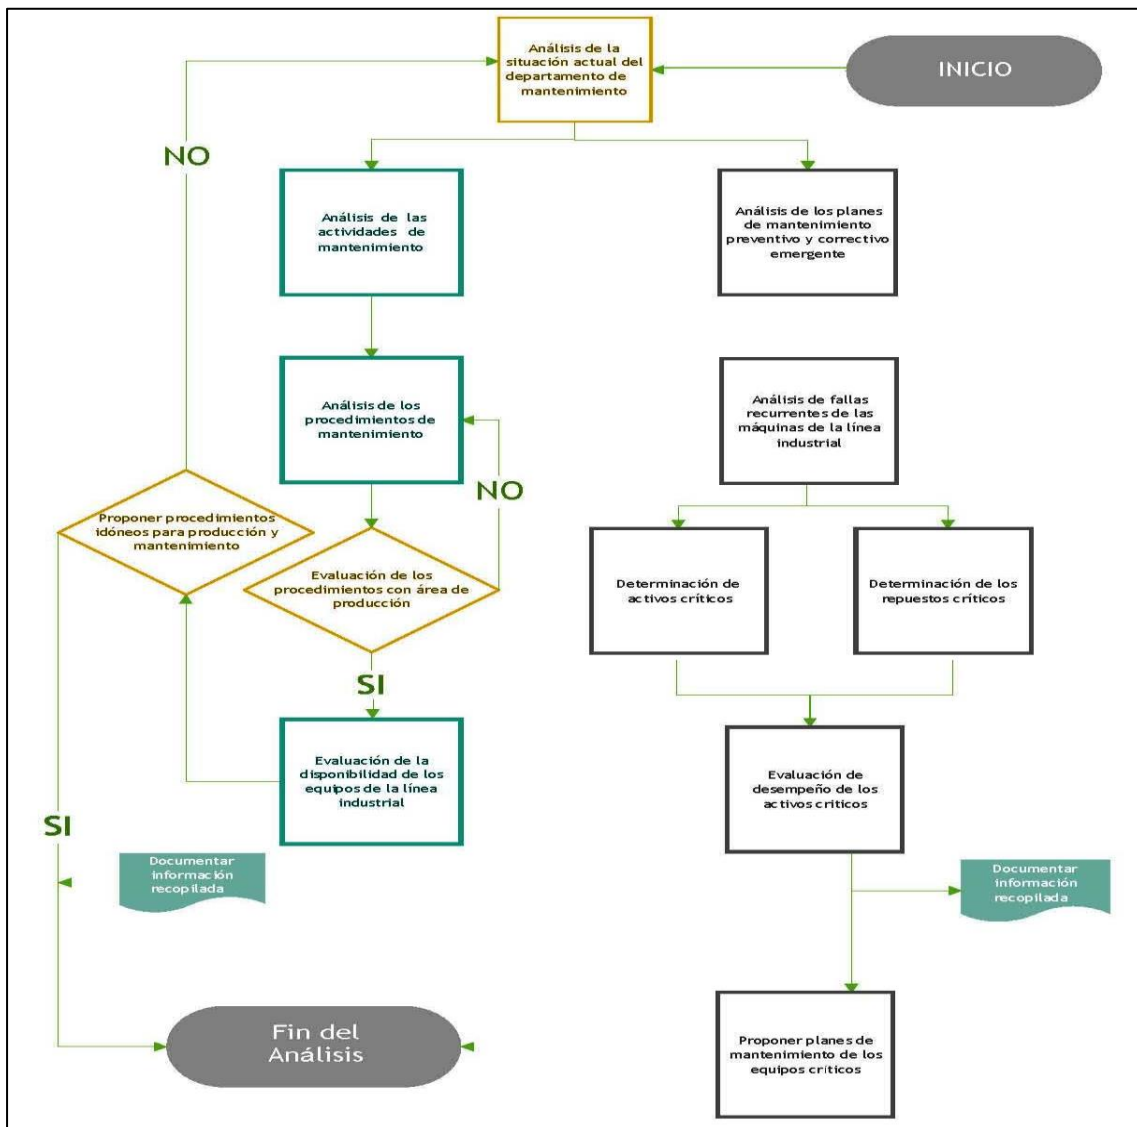 Análisis de la
situación actual del
departamento de
mantenimiento
INICIO
NO
Análisis de las
actividades de
mantenimiento
Análisis de los planes
de mantenimiento
preventivo y correctivo
emergente
Análisis de los
procedimientos de
mantenimiento
Análisis de fallas
recurrentes de las
máquinas de la línea
industrial
NO
Proponer procedimientos
idóneos para producción y
mantenimiento
Evaluación de los
procedimientos con área de
producción
Determinación de
activos críticos
Determinación de los
repuestos críticos
SI
Evaluación de la
disponibilidad de los
equipos de la línea
industrial
Evaluación de
desempeño de los
activos criticos
SI
Documentar
información
recopilada
Documentar
información
recopilada
Fin del
Análisis
Proponer planes de
mantenimiento de los
equipos críticos